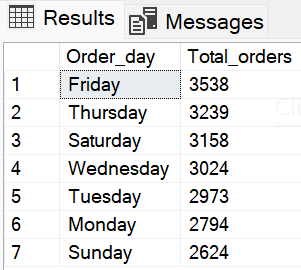 Results Messages
Order_day Total_orders
1 Friday 3538
2 Thursday 3239
3 Saturday 3158
4 Wednesday 3024
5 Tuesday 2973
6 Monday 2794
7 Sunday 2624